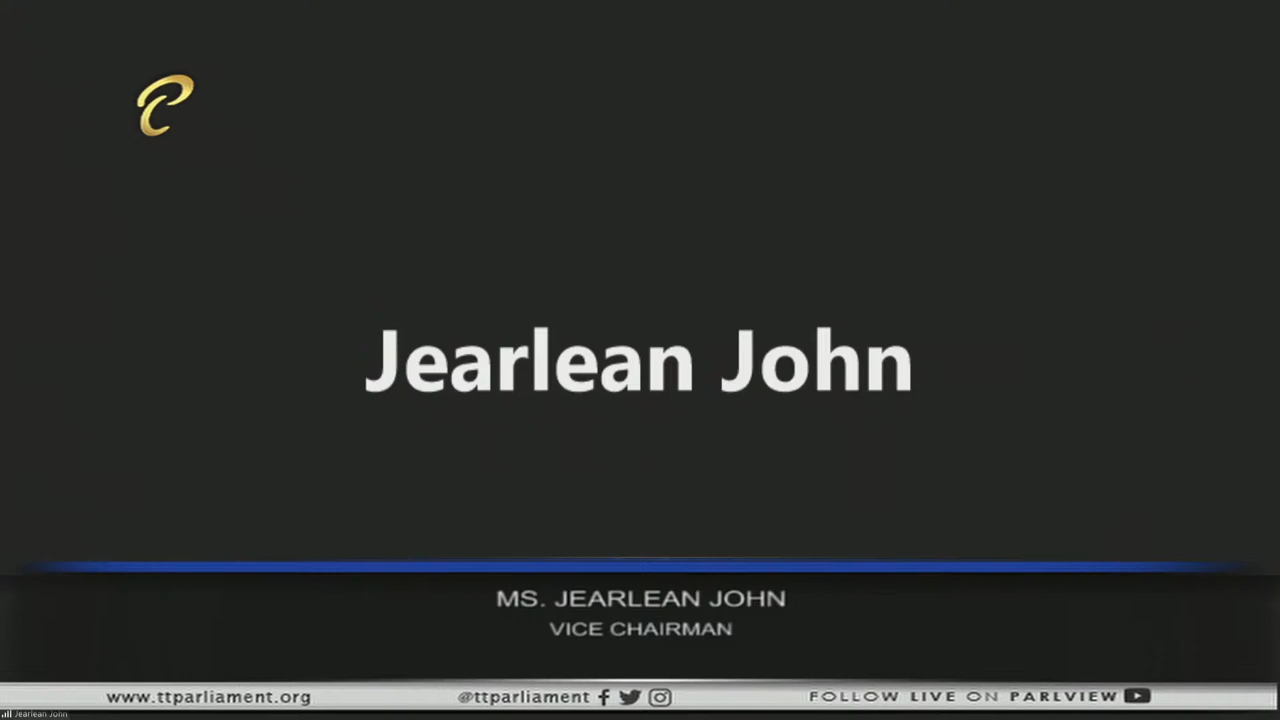 Jearlean John
MS. JEARLEAN JOHN
VICE CHAIRMAN
www.ttparliament.org @ttparliament FOLLOW LIVE ON PARLVIEW
Jearlean John